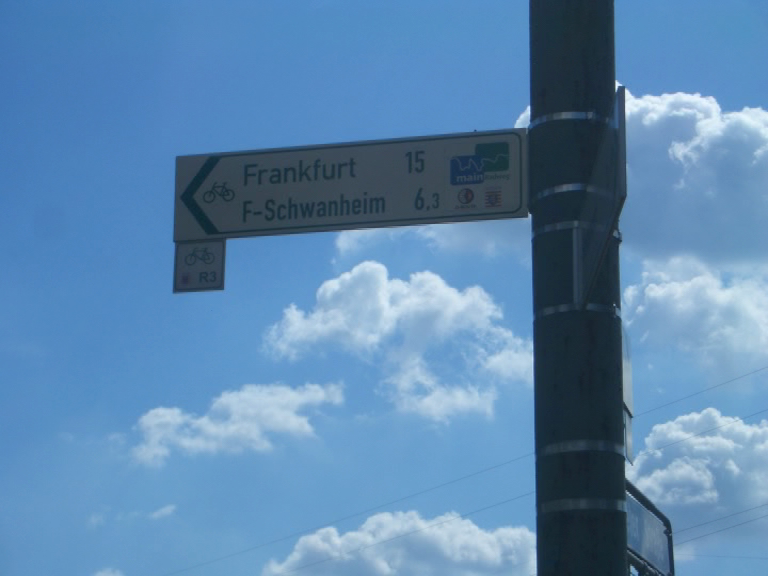 Frankfurt 15
F-Schwanheim 6,3
main
R3